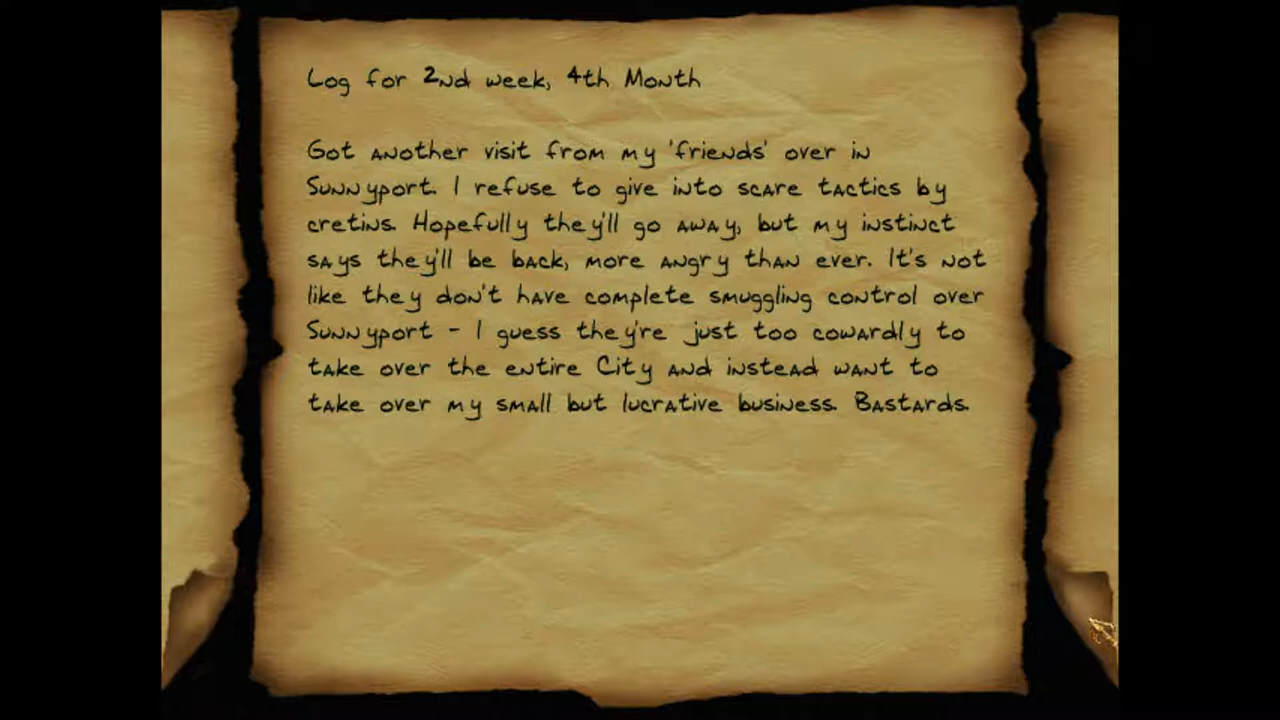 Log for 2nd week, 4th Month
Got another visit from my 'friends' over in
Sunnyport. I refuse to give into scare tactics by
cretins. Hopefully they'll go away, but my instinct
says they'll be back, more angry than ever. It's not
like they don't have complete smuggling control over
Sunnyport - I guess they're just too cowardly to
take over the entire City and instead want to
take over my small but lucrative business. Bastards.